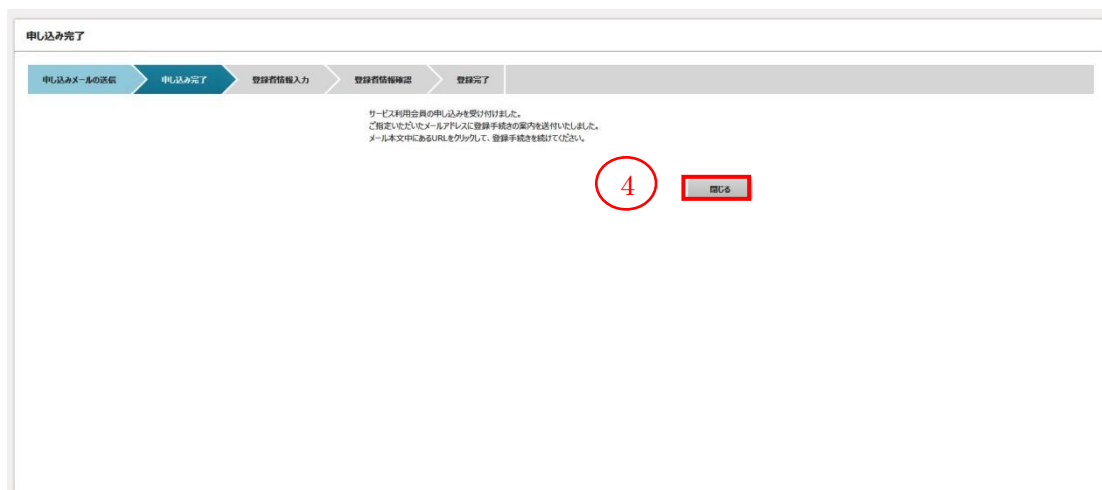 申し込み完了
申し込みメールの送信 申し込み完了 登録者情報入力 登録者情報確認 登録完了
サービス利用会員の申し込みを受け付けました。
ご指定いただいたメールアドレスに登録手続きの案内を送付いたしました。
メール本文中にあるURLをクリックして、登録手続きを続けてください。
4 閉じる